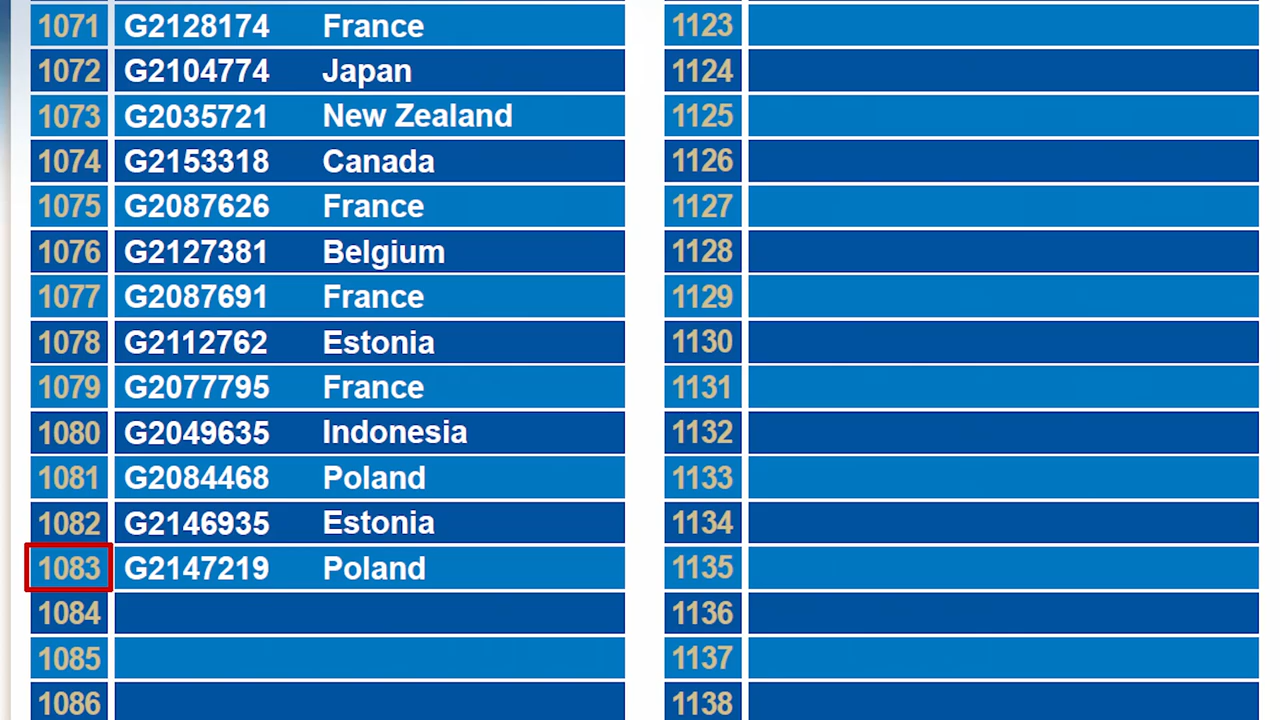 1071 G2128174 France
1072 G2104774 Japan
1073 G2035721 New Zealand
1074 G2153318 Canada
1075 G2087626 France
1076 G2127381 Belgium
1077 G2087691 France
1078 G2112762 Estonia
1079 G2077795 France
1080 G2049635 Indonesia
1081 G2084468 Poland
1082 G2146935 Estonia
1083 G2147219 Poland
1084
1085
1086
1123
1124
1125
1126
1127
1128
1129
1130
1131
1132
1133
1134
1135
1136
1137
1138